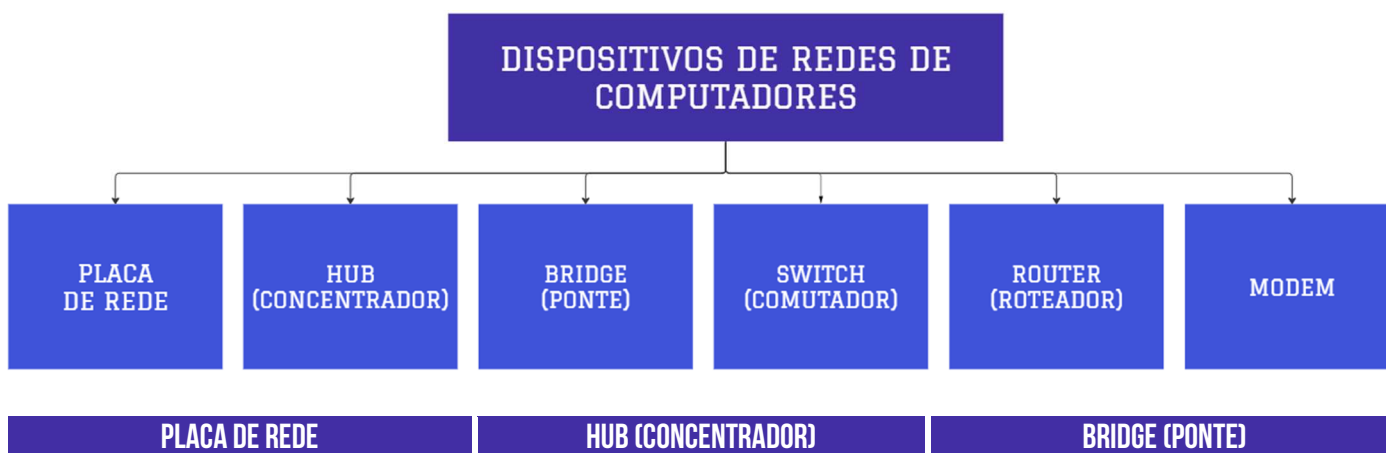 DISPOSITIVOS DE REDES DE
COMPUTADORES
PLACA
DE REDE
HUB
(CONCENTRADOR)
BRIDGE
(PONTE)
SWITCH
(COMUTADOR)
ROUTER
(ROTEADOR)
MODEM
PLACA DE REDE
HUB (CONCENTRADOR)
BRIDGE (PONTE)